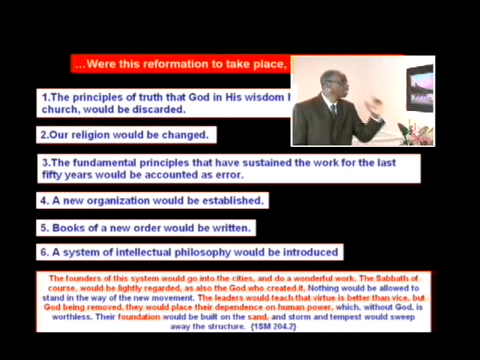 ...Were this reformation to take place,
1.The principles of truth that God in His wisdom
church, would be discarded.
2.Our religion would be changed.
3.The fundamental principles that have sustained the work for the last
fifty years would be accounted as error.
4. A new organization would be established.
5. Books of a new order would be written.
6. A system of intellectual philosophy would be introduced
The founders of this system would go into the cities, and do a wonderful work. The Sabbath of
course, would be lightly regarded, as also the God who created it. Nothing would be allowed to
stand in the way of the new movement. The leaders would teach that virtue is better than vice, but
God being removed, they would place their dependence on human power, which, without God, is
worthless. Their foundation would be built on the sand, and storm and tempest would sweep
away the structure. {1SM 204.2}